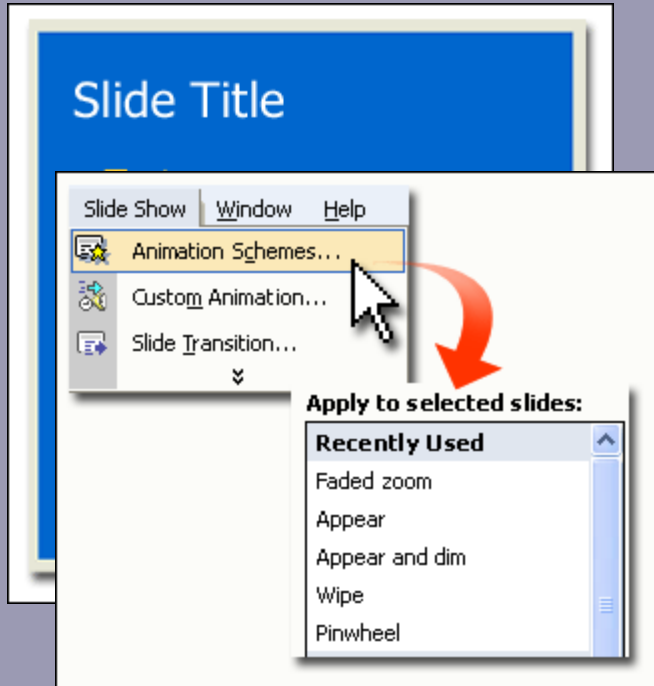 Slide Title
Slide Show Window Help
Animation Schemes...
Custom Animation...
Slide Transition...
Apply to selected slides:
Recently Used
Faded zoom
Appear
Appear and dim
Wipe
Pinwheel